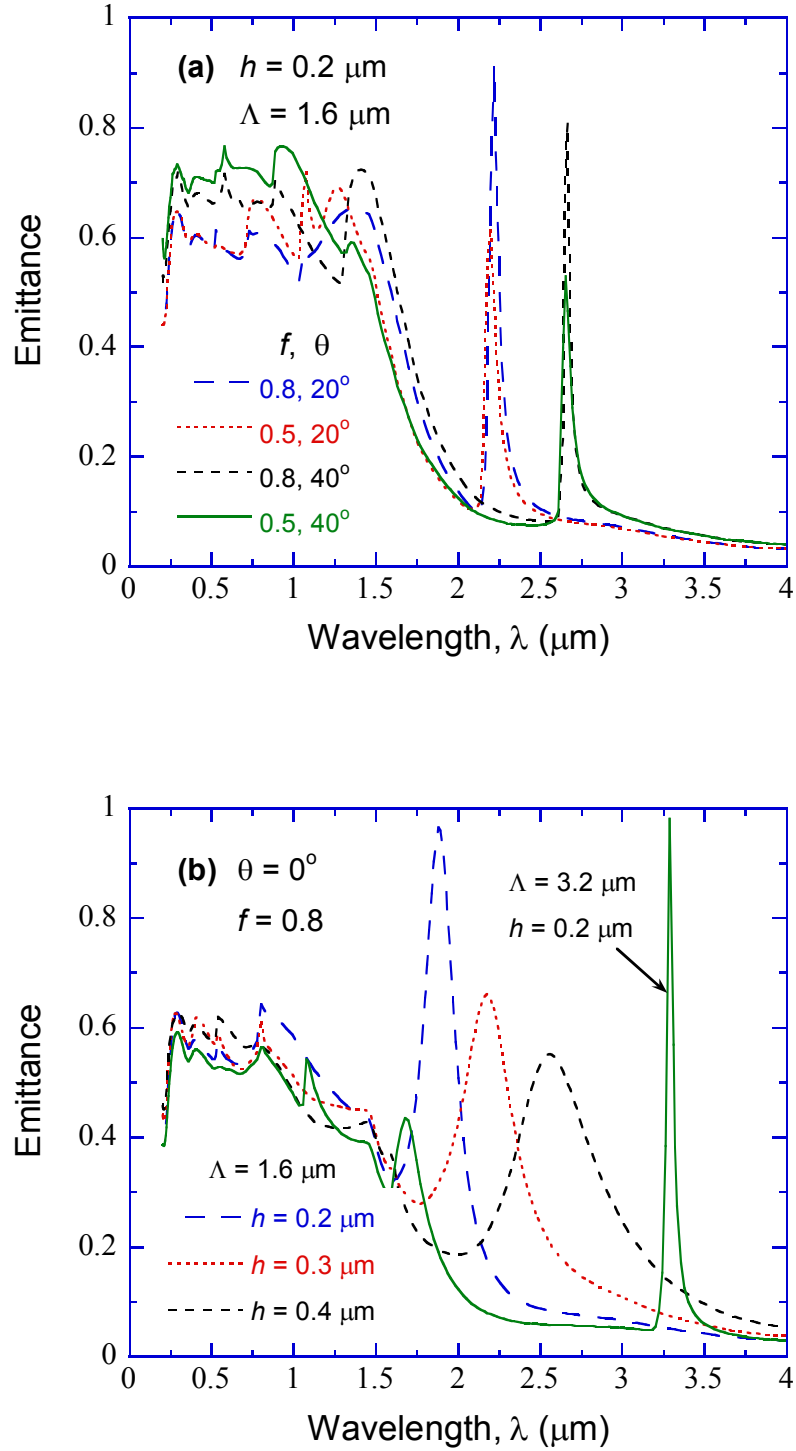 1
(a) h = 0.2 μm
0.8
Λ = 1.6 μm
0.6
Emittance
0.4
f, θ
0.8, 20°
0.5, 20°
0.2
0.8, 40°
0.5, 40°
0
0 0.5 1 1.5 2 2.5 3 3.5 4
Wavelength, λ (μm)
1
(b) θ = 0°
Λ = 3.2 μm
f = 0.8
h = 0.2 μm
0.8
0.6
Emittance
0.4
Λ = 1.6 μm
h = 0.2 μm
0.2
h = 0.3 μm
h = 0.4 μm
0
0 0.5 1 1.5 2 2.5 3 3.5 4
Wavelength, λ (μm)